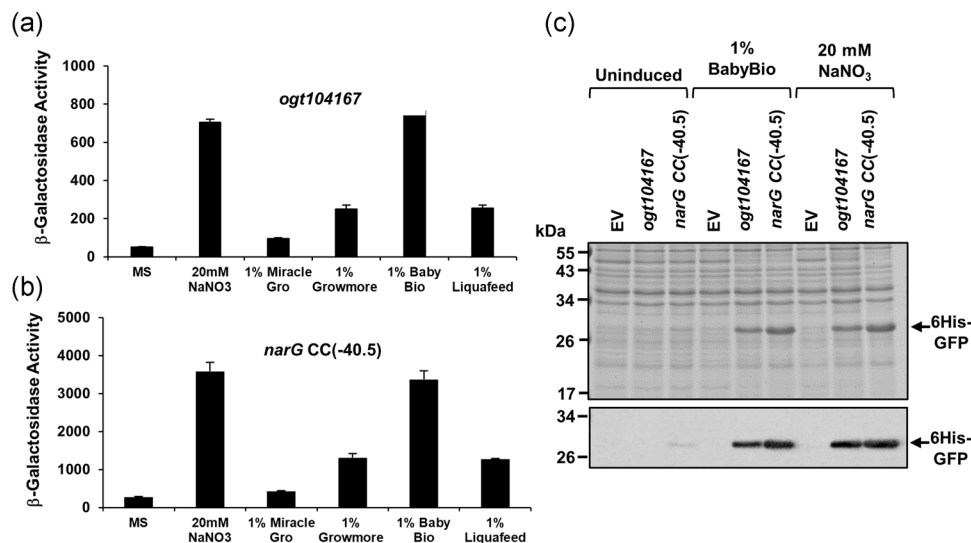 (a)
β-Galactosidase Activity
1000
800
600
400
200
0
ogt104167
MS
20mM NaNO3
1% Miracle Gro
1% Growmore
1% Baby Bio
1% Liquafeed
(b)
β-Galactosidase Activity
5000
4000
3000
2000
1000
0
narG CC(-40.5)
MS
20mM NaNO3
1% Miracle Gro
1% Growmore
1% Baby Bio
1% Liquafeed
(c)
Uninduced
1% BabyBio
20 mM NaNO₃
EV
ogt104167
narG CC(-40.5)
EV
ogt104167
narG CC(-40.5)
EV
ogt104167
narG CC(-40.5)
kDa
55
43
34
26
17
6His-GFP
34
26
6His-GFP